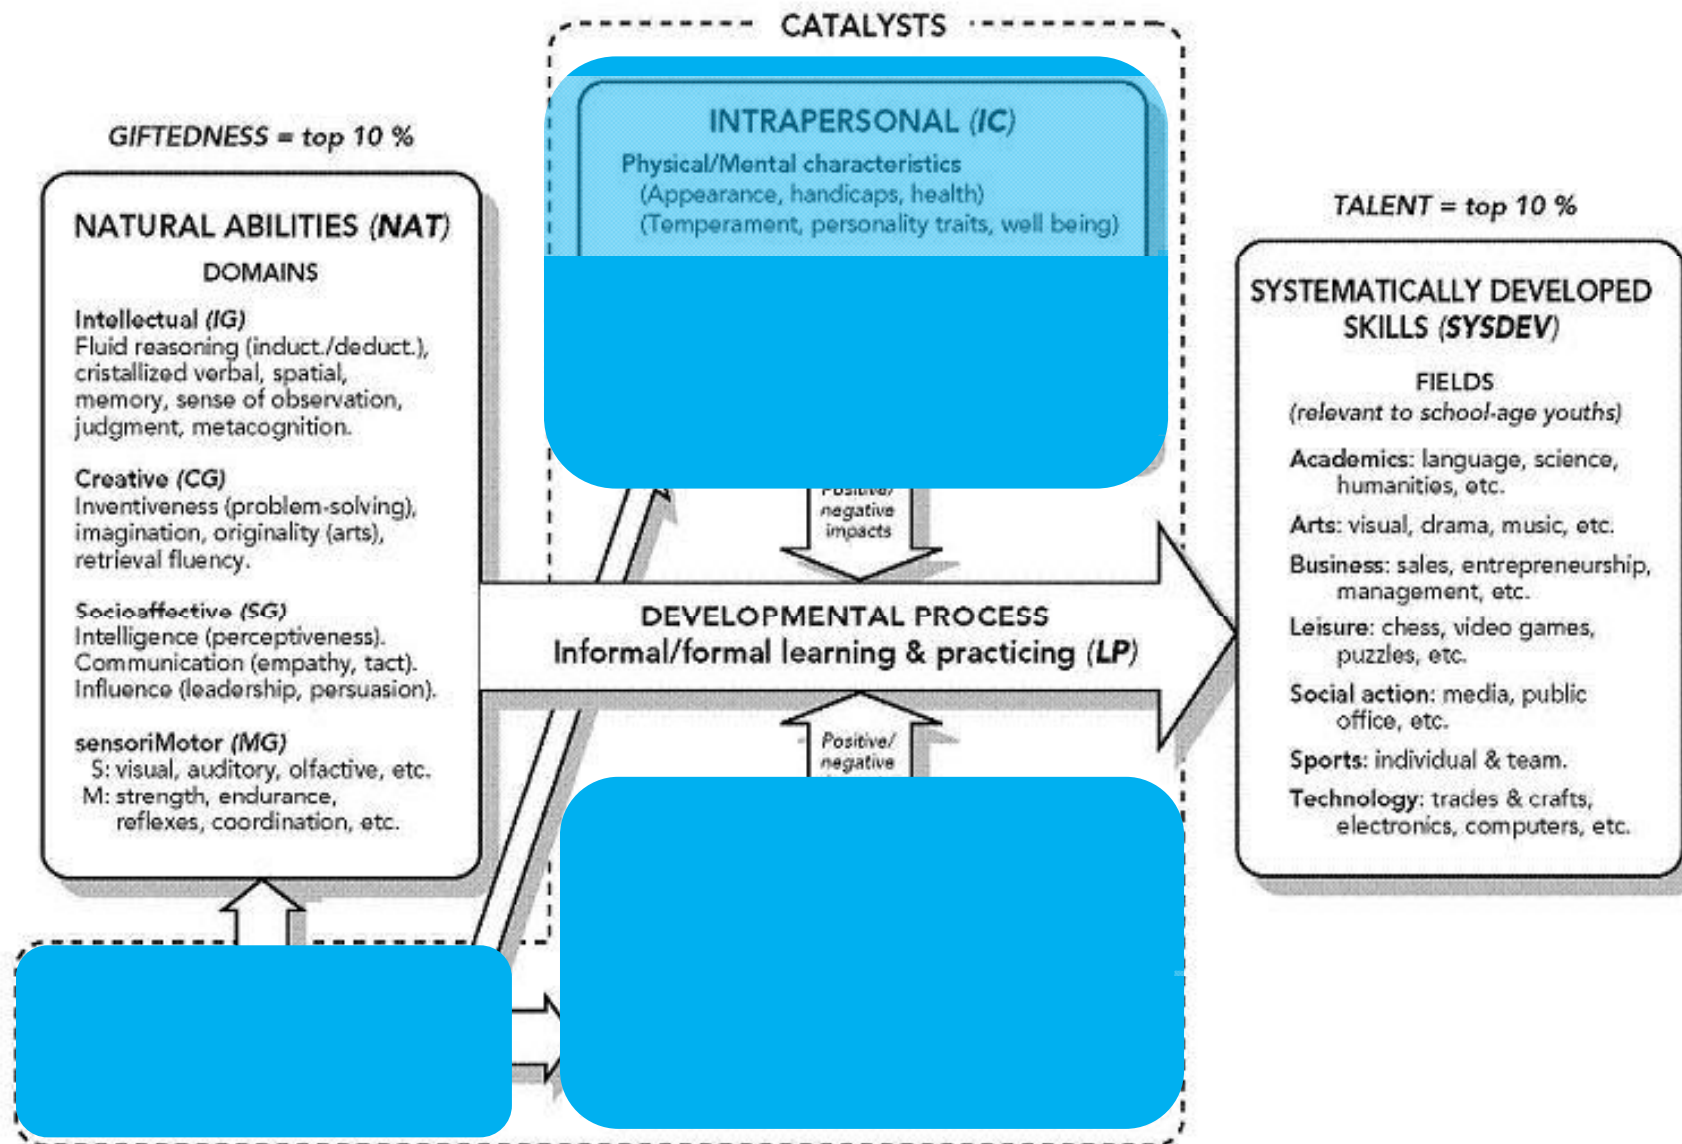 CATALYSTS
INTRAPERSONAL (IC)
Physical/Mental characteristics
(Appearance, handicaps, health)
(Temperament, personality traits, well being)
GIFTEDNESS = top 10 %
NATURAL ABILITIES (NAT)
DOMAINS
Intellectual (IG)
Fluid reasoning (induct./deduct.),
cristallized verbal, spatial,
memory, sense of observation,
judgment, metacognition.
Creative (CG)
Inventiveness (problem-solving),
imagination, originality (arts),
retrieval fluency.
Socioaffective (SG)
Intelligence (perceptiveness).
Communication (empathy, tact).
Influence (leadership, persuasion).
sensoriMotor (MG)
S: visual, auditory, olfactive, etc.
M: strength, endurance,
reflexes, coordination, etc.
Positive/
negative
impacts
DEVELOPMENTAL PROCESS
Informal/formal learning & practicing (LP)
Positive/
negative
TALENT = top 10 %
SYSTEMATICALLY DEVELOPED
SKILLS (SYSDEV)
FIELDS
(relevant to school-age youths)
Academics: language, science,
humanities, etc.
Arts: visual, drama, music, etc.
Business: sales, entrepreneurship,
management, etc.
Leisure: chess, video games,
puzzles, etc.
Social action: media, public
office, etc.
Sports: individual & team.
Technology: trades & crafts,
electronics, computers, etc.